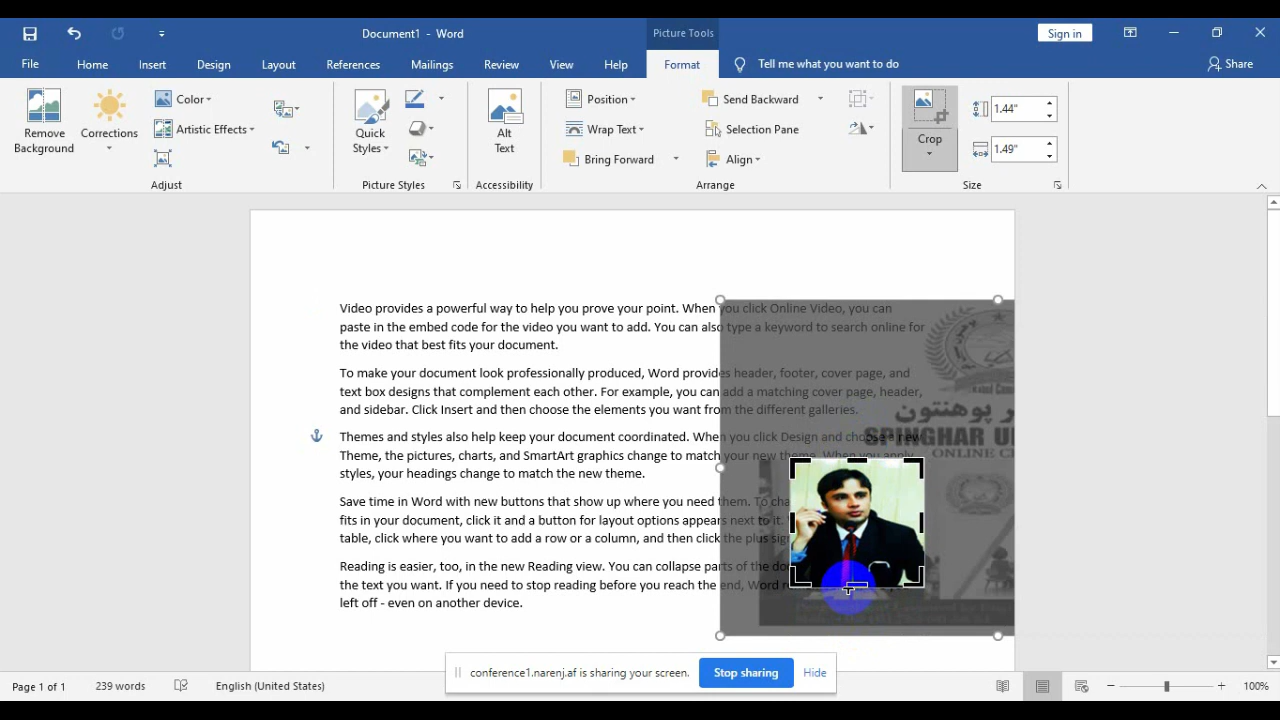 Document1 - Word
Picture Tools
Sign in
File
Home
Insert
Design
Layout
References
Mailings
Review
View
Help
Format
Tell me what you want to do
Share
Remove
Background
Corrections
Color
Artistic Effects
Adjust
Quick
Styles
Picture Styles
Alt
Text
Accessibility
Position
Wrap Text
Bring Forward
Send Backward
Selection Pane
Align
Arrange
Crop
1.44"
1.49"
Size
Video provides a powerful way to help you prove your point. When you click Online Video, you can
paste in the embed code for the video you want to add. You can also type a keyword to search online for
the video that best fits your document.
To make your document look professionally produced, Word provides header, footer, cover page, and
text box designs that complement each other. For example, you can add a matching cover page, header,
and sidebar. Click Insert and then choose the elements you want from the different galleries.
Themes and styles also help keep your document coordinated. When you click Design and choose a new
Theme, the pictures, charts, and SmartArt graphics change to match your new theme. When you apply
styles, your headings change to match the new theme.
Save time in Word with new buttons that show up where you need them. To cha
fits in your document, click it and a button for layout options appears next to it.
table, click where you want to add a row or a column, and then click the plus sig
Reading is easier, too, in the new Reading view. You can collapse parts of the do
the text you want. If you need to stop reading before you reach the end, Word r
left off - even on another device.
ر پوهنتون
SPINGHAR U
ONLINE C
conference1.narenj.af is sharing your screen.
Stop sharing
Hide
Page 1 of 1
239 words
English (United States)
100%